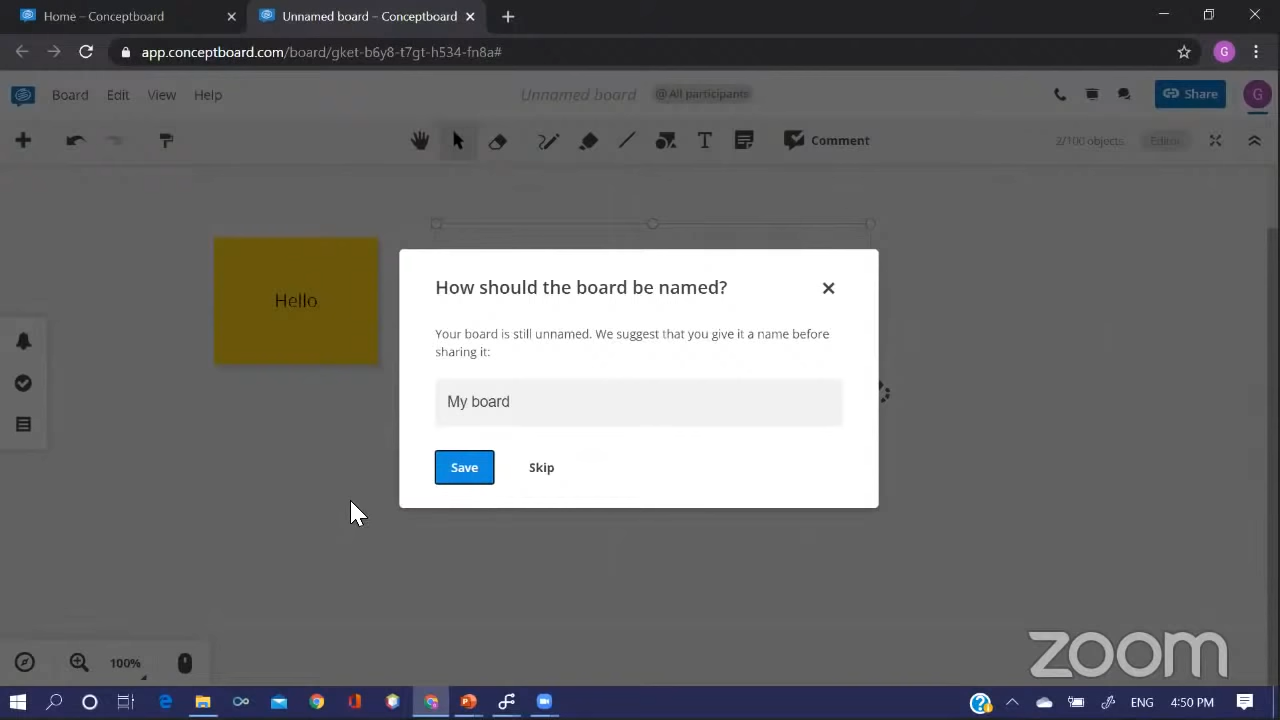 Home – Conceptboard
Unnamed board – Conceptboard
app.conceptboard.com/board/gket-b6y8-t7gt-h534-fn8a#
G
Board Edit View Help
Unnamed board
@ All participants
Share
G
T
Comment
2/100 objects
Editor
Hello
How should the board be named?
Your board is still unnamed. We suggest that you give it a name before
sharing it:
My board
Save
Skip
100%
zoom
ENG
4:50 PM